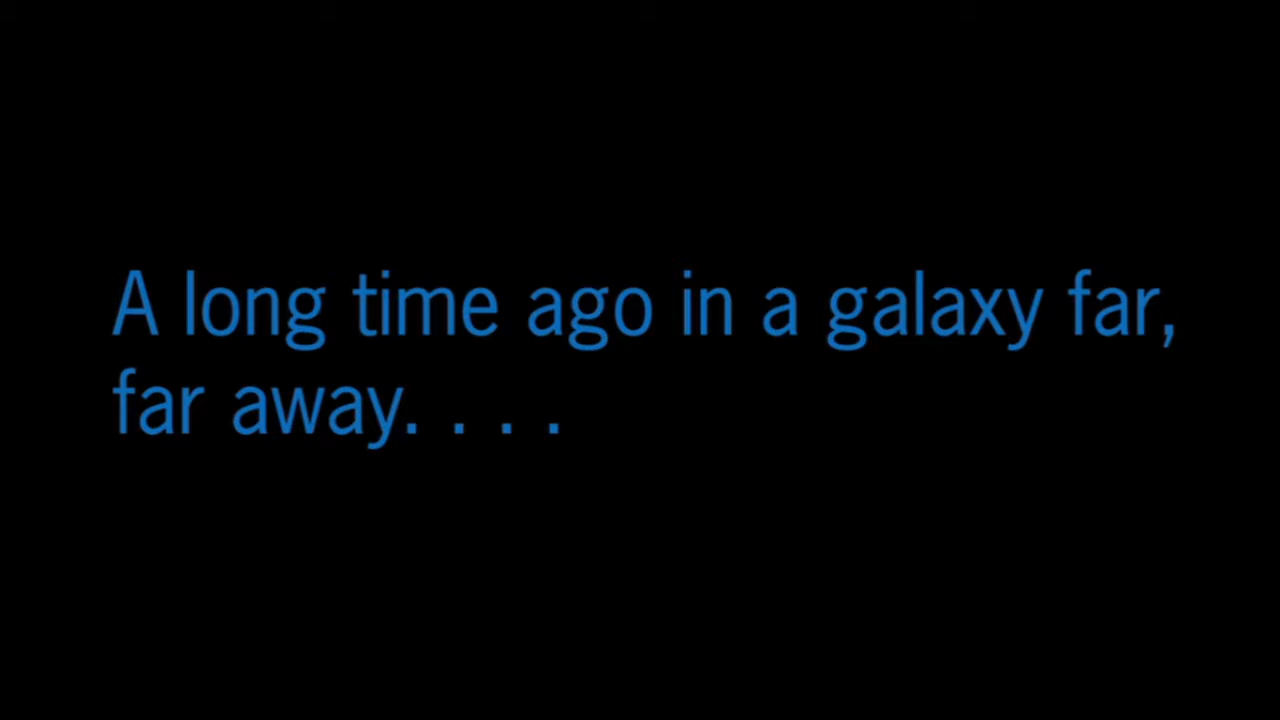 A long time ago in a galaxy far,
far away. . . .